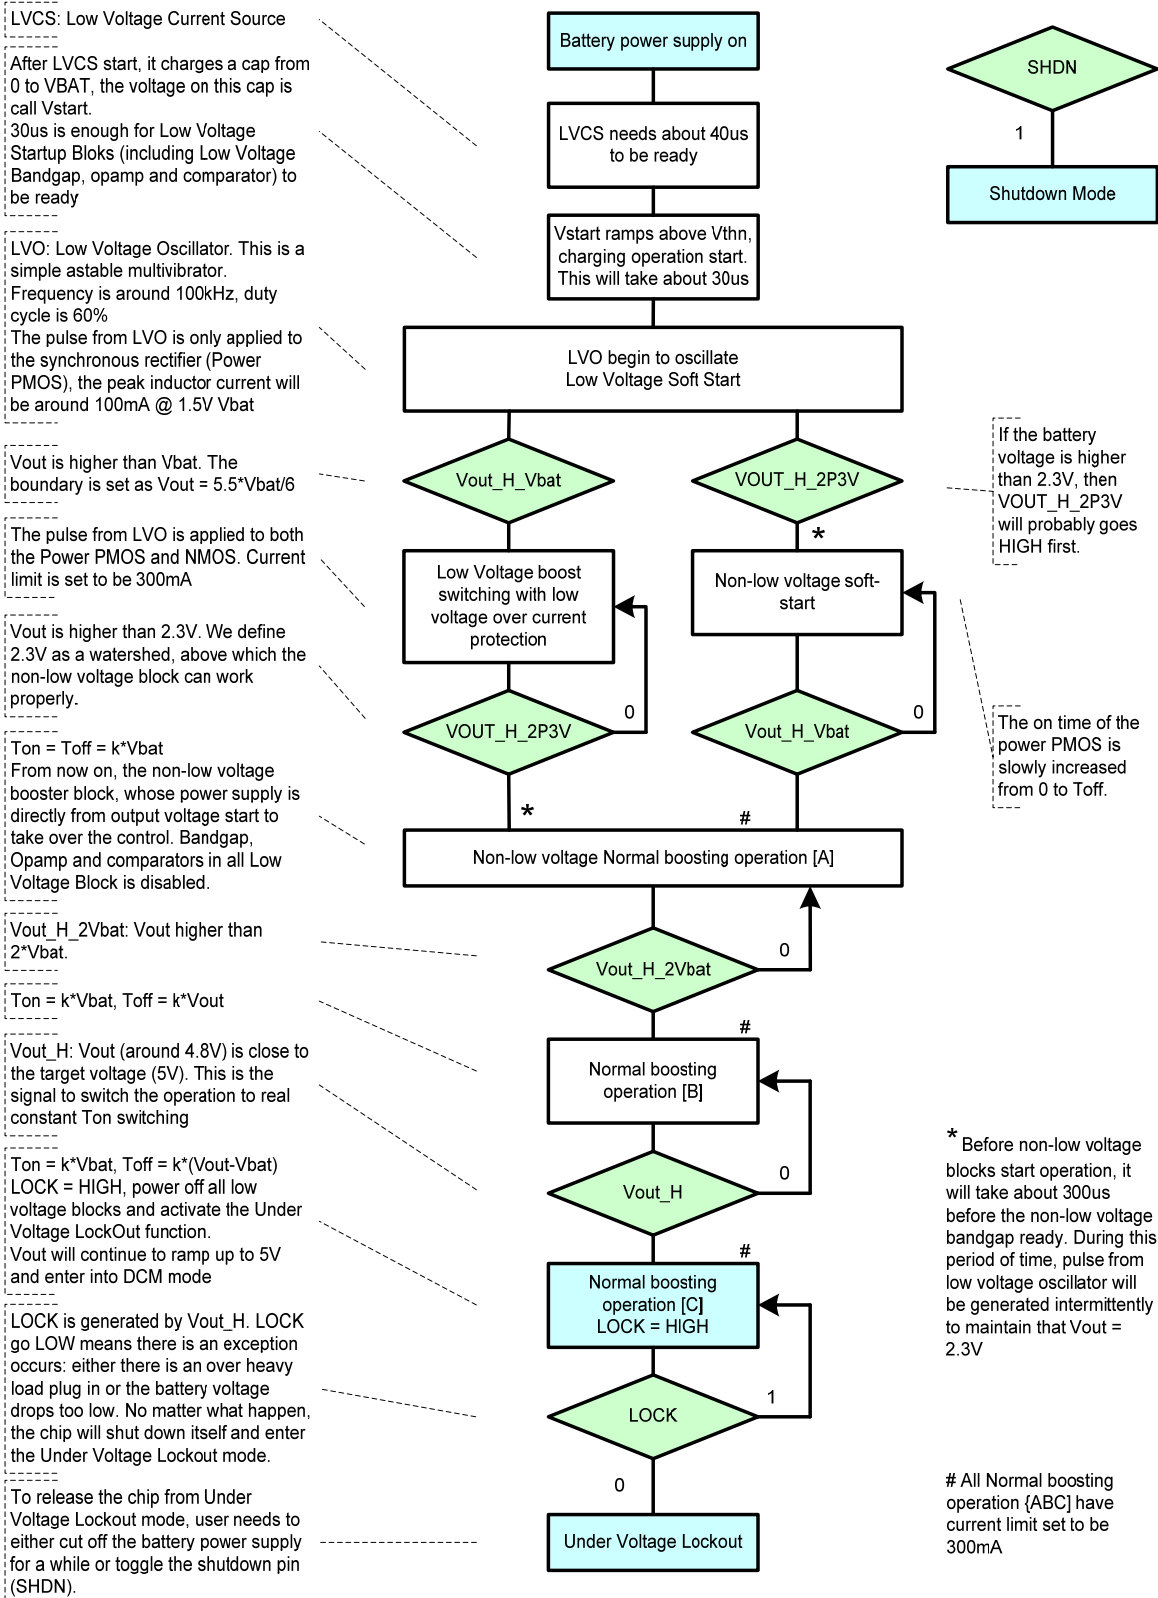 LVCS: Low Voltage Current Source
After LVCS start, it charges a cap from
0 to VBAT, the voltage on this cap is
call Vstart.
30us is enough for Low Voltage
Startup Bloks (including Low Voltage
Bandgap, opamp and comparator) to
be ready
LVO: Low Voltage Oscillator. This is a
simple astable multivibrator.
Frequency is around 100kHz, duty
cycle is 60%
The pulse from LVO is only applied to
the synchronous rectifier (Power
PMOS), the peak inductor current will
be around 100mA @ 1.5V Vbat
Vout is higher than Vbat. The
boundary is set as Vout = 5.5*Vbat/6
The pulse from LVO is applied to both
the Power PMOS and NMOS. Current
limit is set to be 300mA
Vout is higher than 2.3V. We define
2.3V as a watershed, above which the
non-low voltage block can work
properly.
Ton = Toff = k*Vbat
From now on, the non-low voltage
booster block, whose power supply is
directly from output voltage start to
take over the control. Bandgap,
Opamp and comparators in all Low
Voltage Block is disabled.
Vout_H_2Vbat: Vout higher than
2*Vbat.
Ton = k*Vbat, Toff = k*Vout
Vout_H: Vout (around 4.8V) is close to
the target voltage (5V). This is the
signal to switch the operation to real
constant Ton switching
Ton = k*Vbat, Toff = k*(Vout-Vbat)
LOCK = HIGH, power off all low
voltage blocks and activate the Under
Voltage LockOut function.
Vout will continue to ramp up to 5V
and enter into DCM mode
LOCK is generated by Vout_H. LOCK
go LOW means there is an exception
occurs: either there is an over heavy
load plug in or the battery voltage
drops too low. No matter what happen,
the chip will shut down itself and enter
the Under Voltage Lockout mode.
To release the chip from Under
Voltage Lockout mode, user needs to
either cut off the battery power supply
for a while or toggle the shutdown pin
(SHDN).
Battery power supply on
LVCS needs about 40us
to be ready
Vstart ramps above Vthn,
charging operation start.
This will take about 30us
LVO begin to oscillate
Low Voltage Soft Start
Vout_H_Vbat
VOUT_H_2P3V
*
Low Voltage boost
switching with low
voltage over current
protection
Non-low voltage soft-
start
VOUT_H_2P3V
0
Vout_H_Vbat
0
*
#
Non-low voltage Normal boosting operation [A]
Vout_H_2Vbat
0
#
Normal boosting
operation [B]
Vout_H
0
#
Normal boosting
operation [C]
LOCK = HIGH
LOCK
1
0
Under Voltage Lockout
SHDN
1
Shutdown Mode
If the battery
voltage is higher
than 2.3V, then
VOUT_H_2P3V
will probably goes
HIGH first.
The on time of the
power PMOS is
slowly increased
from 0 to Toff.
* Before non-low voltage
blocks start operation, it
will take about 300us
before the non-low voltage
bandgap ready. During this
period of time, pulse from
low voltage oscillator will
be generated intermittently
to maintain that Vout =
2.3V
# All Normal boosting
operation {ABC] have
current limit set to be
300mA